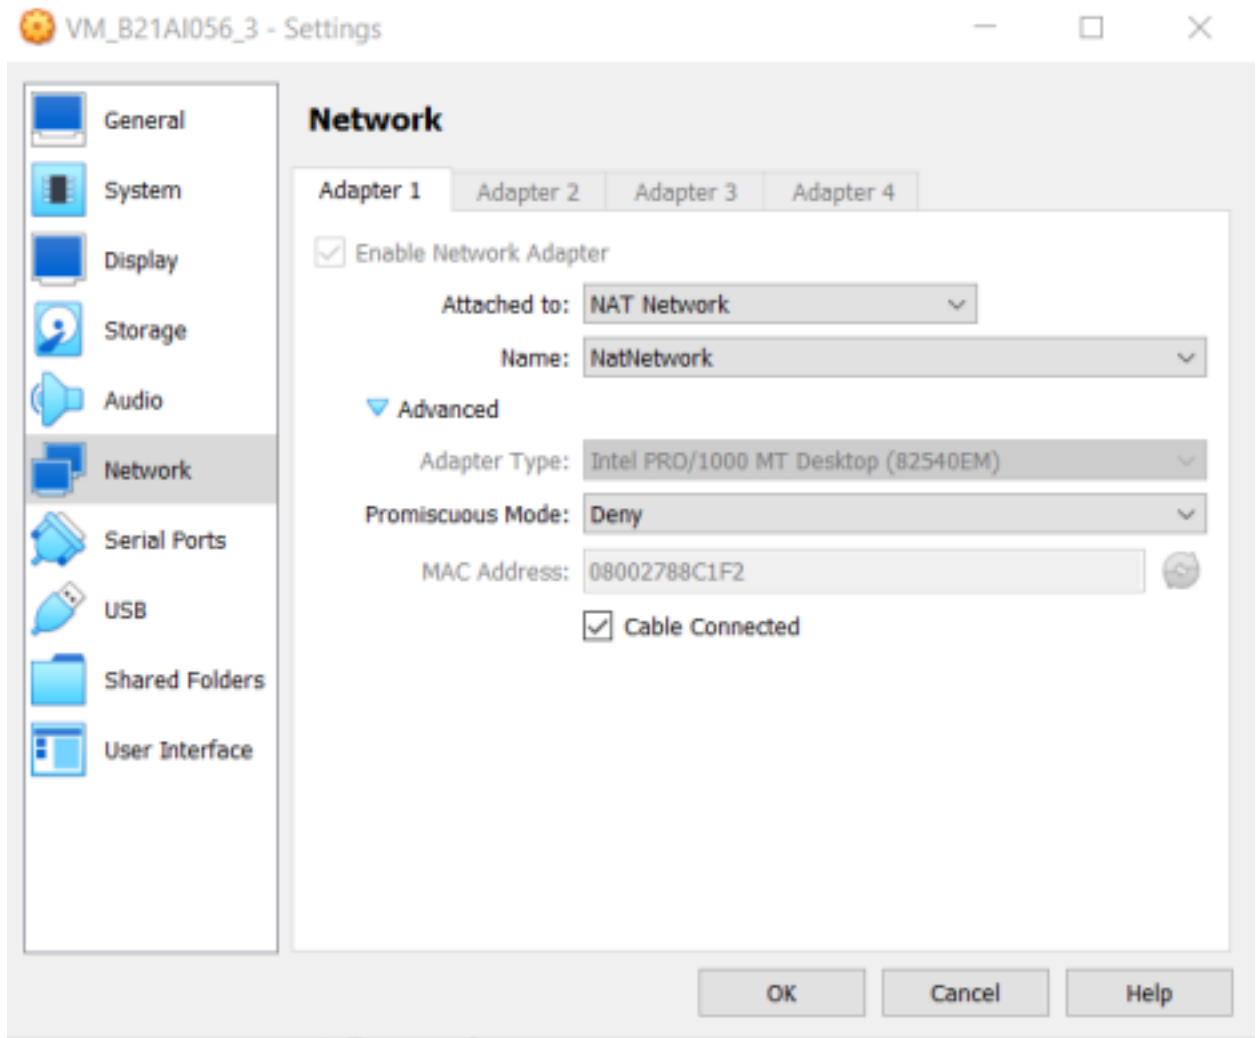 VM_B21AI056_3 - Settings
General
System
Display
Storage
Audio
Network
Serial Ports
USB
Shared Folders
User Interface
Network
Adapter 1 Adapter 2 Adapter 3 Adapter 4
Enable Network Adapter
Attached to: NAT Network
Name: NatNetwork
Advanced
Adapter Type: Intel PRO/1000 MT Desktop (82540EM)
Promiscuous Mode: Deny
MAC Address: 08002788C1F2
Cable Connected
OK Cancel Help